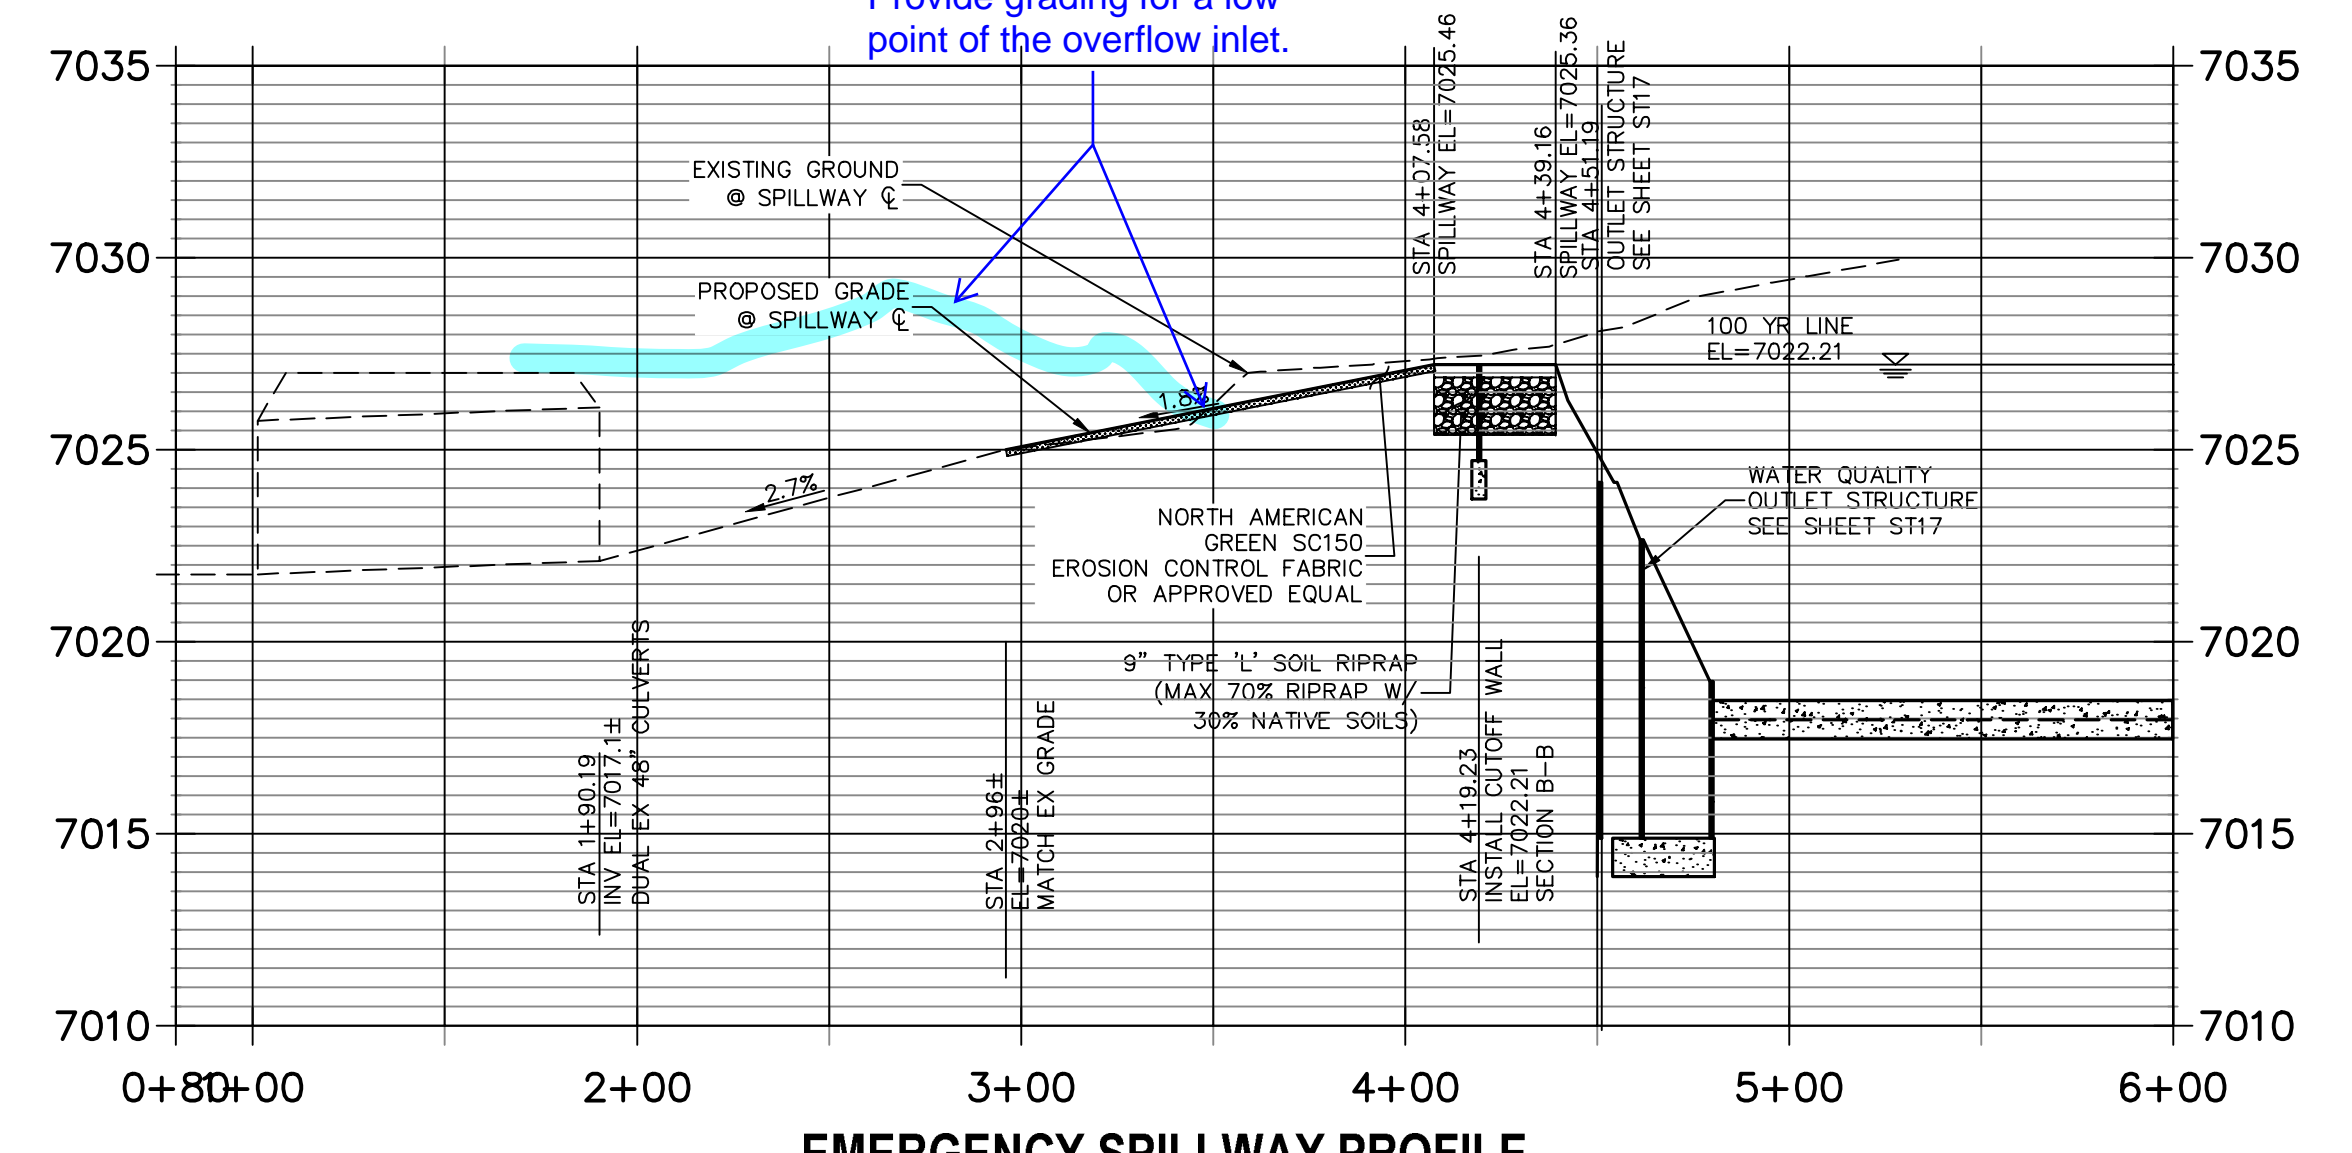 Provide grading for a low
point of the overflow inlet.
7035
7035
7030
7030
7025
7025
7020
7020
7015
7015
7010
7010
EXISTING GROUND
@ SPILLWAY ℄
PROPOSED GRADE
@ SPILLWAY ℄
STA 4+07.58
SPILLWAY EL=7025.46
STA 4+39.16
SPILLWAY EL=7025.36
STA 4+51.19
OUTLET STRUCTURE
SEE SHEET ST17
100 YR LINE
EL=7022.21
1.8%
2.7%
WATER QUALITY
OUTLET STRUCTURE
SEE SHEET ST17
NORTH AMERICAN
GREEN SC150
EROSION CONTROL FABRIC
OR APPROVED EQUAL
9" TYPE 'L' SOIL RIPRAP
(MAX 70% RIPRAP W/
30% NATIVE SOILS)
STA 1+90.19
INV EL=7017.1±
DUAL EX 48" CULVERTS
STA 2+96±
EL=7020±
MATCH EX GRADE
STA 4+19.23
INSTALL CUTOFF WALL
EL=7022.21
SECTION B-B
0+80
1+00
2+00
3+00
4+00
5+00
6+00
EMERGENCY SPILLWAY PROFILE